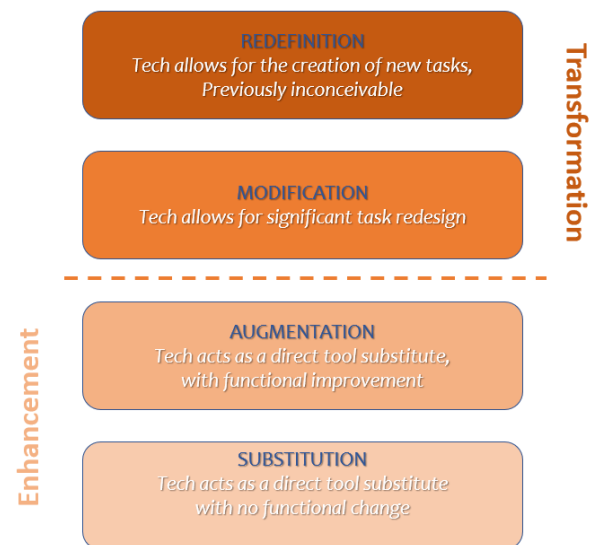 REDEFINITION
Tech allows for the creation of new tasks,
Previously inconceivable
Transformation
MODIFICATION
Tech allows for significant task redesign
AUGMENTATION
Tech acts as a direct tool substitute,
with functional improvement
Enhancement
SUBSTITUTION
Tech acts as a direct tool substitute
with no functional change